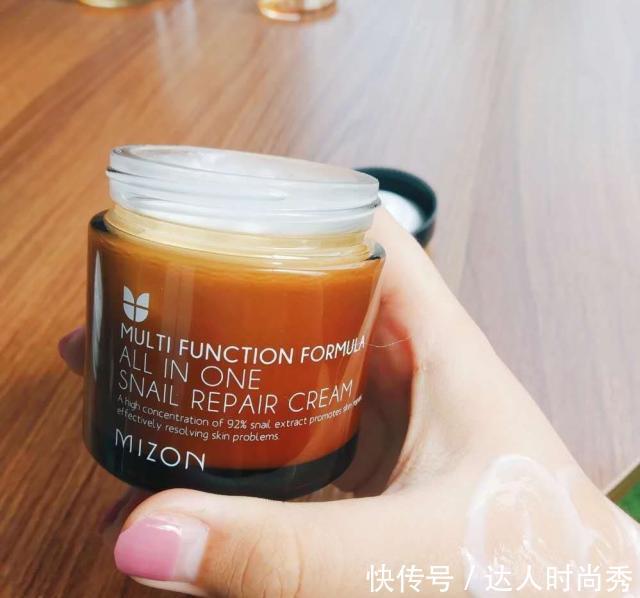 MULTI FUNCTION FORMULA
ALL IN ONE
SNAIL REPAIR CREAM
A high concentration of 92% snail extract promotes skin
effectively resolving skin problems.
MIZON
快传号 / 达人时尚秀